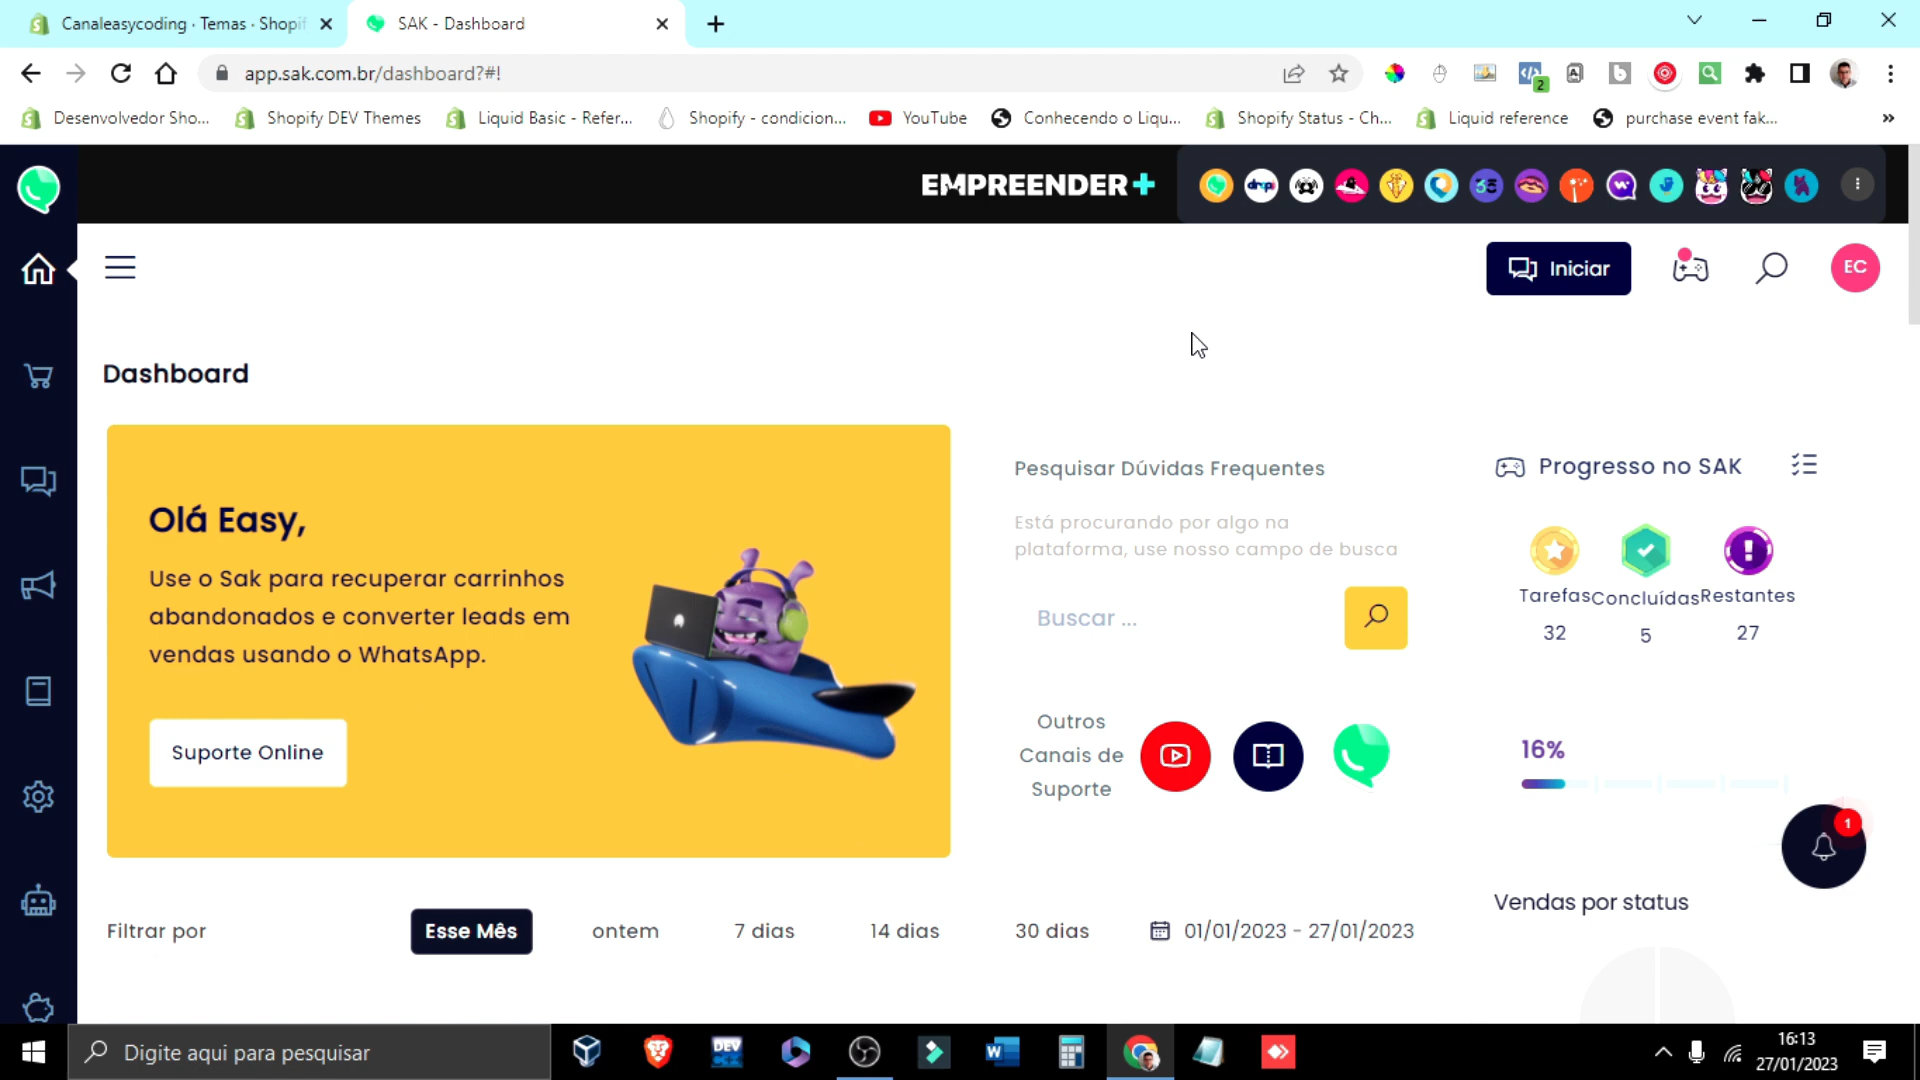 Canaleasycoding · Temas · Shopif
SAK - Dashboard
app.sak.com.br/dashboard?#!
2
Desenvolvedor Sho...
Shopify DEV Themes
Liquid Basic - Refer...
Shopify - condicion...
YouTube
Conhecendo o Liqu...
Shopify Status - Ch...
Liquid reference
purchase event fak...
»
EMPREENDER+
Iniciar
EC
Dashboard
Olá Easy,
Use o Sak para recuperar carrinhos
abandonados e converter leads em
vendas usando o WhatsApp.
Suporte Online
Pesquisar Dúvidas Frequentes
Está procurando por algo na
plataforma, use nosso campo de busca
Buscar ...
Outros
Canais de
Suporte
Progresso no SAK
Tarefas
Concluídas
Restantes
32
5
27
16%
1
Vendas por status
Filtrar por
Esse Mês
ontem
7 dias
14 dias
30 dias
01/01/2023 - 27/01/2023
Digite aqui para pesquisar
DEV
16:13
27/01/2023